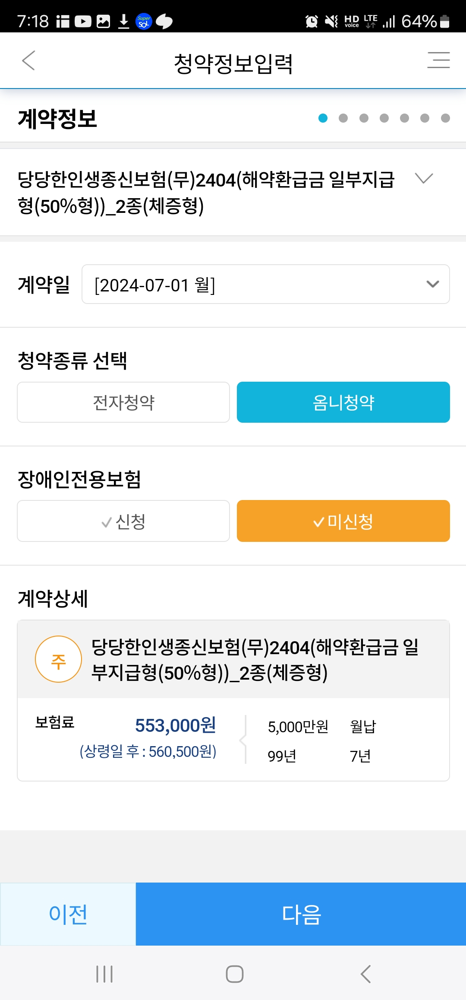 7:18
Super
SOL
HD
voice
LTE
64%
청약정보입력
계약정보
당당한인생종신보험(무)2404(해약환급금 일부지급
형(50%형))_2종(체증형)
계약일
[2024-07-01 월]
청약종류 선택
전자청약
옴니청약
장애인전용보험
신청
미신청
계약상세
주
당당한인생종신보험(무)2404(해약환급금 일
부지급형(50%형))_2종(체증형)
보험료
553,000원
(상령일 후 : 560,500원)
5,000만원 월납
99년 7년
이전
다음